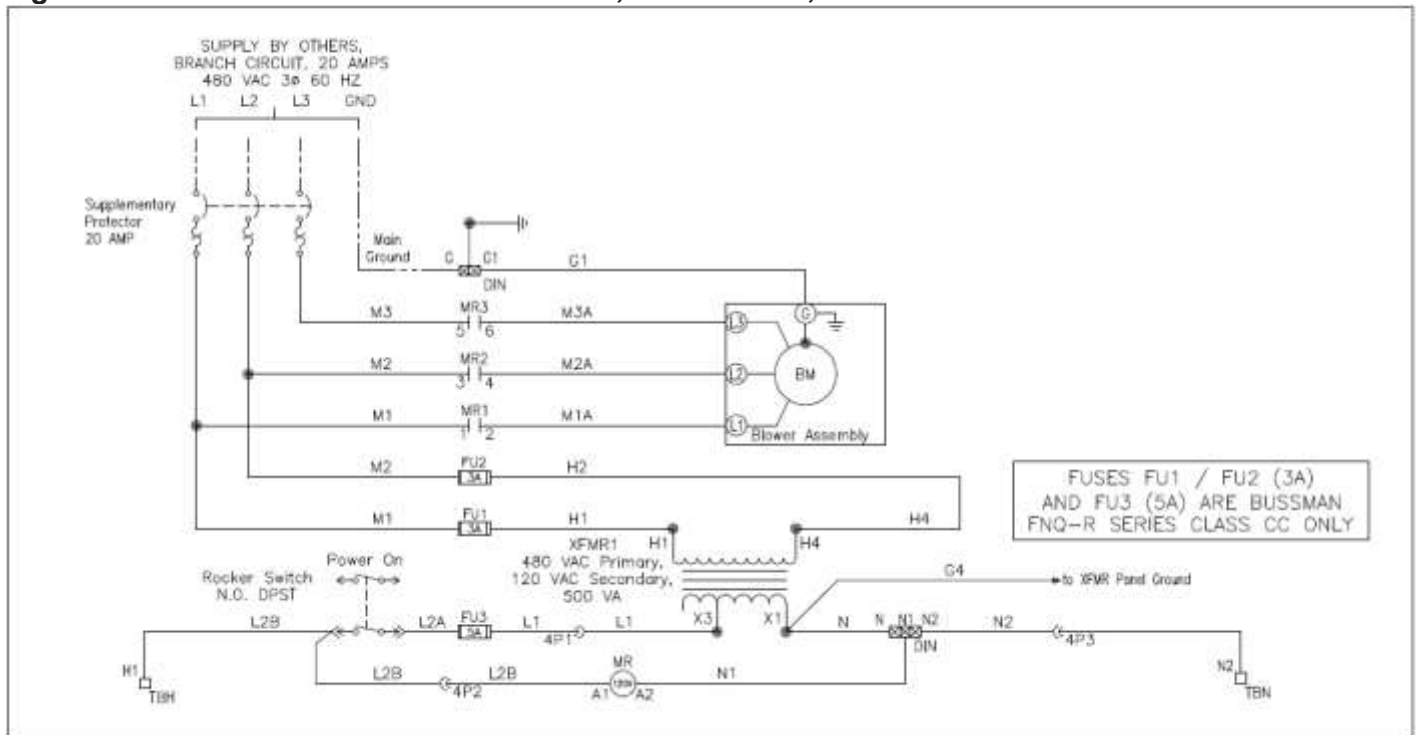 SUPPLY BY OTHERS,
BRANCH CIRCUIT, 20 AMPS
480 VAC 3ø 60 HZ
L1 L2 L3 GND
Supplementary
Protector
20 AMP
Main
Ground
G G1 G1
DIN
M3 MR3 M3A
5 6
L3
G
M2 MR2 M2A
3 4
L2
BM
M1 MR1 M1A
1 2
L1
Blower Assembly
M2 FU2 H2
3A
M1 FU1 H1
3A
H4
FUSES FU1 / FU2 (3A)
AND FU3 (5A) ARE BUSSMAN
FNQ-R SERIES CLASS CC ONLY
XFMR1 H1 H4
480 VAC Primary,
120 VAC Secondary,
500 VA
Power On
Rocker Switch
N.O. DPST
G4
to XFMR Panel Ground
X3 X1
L2B L2A FU3 L1 L1 N N N1 N2 N2
5A
4P1
DIN
4P3
H1
TBH
L2B L2B MR N1
4P2
A1 A2
120V
N2
TBN